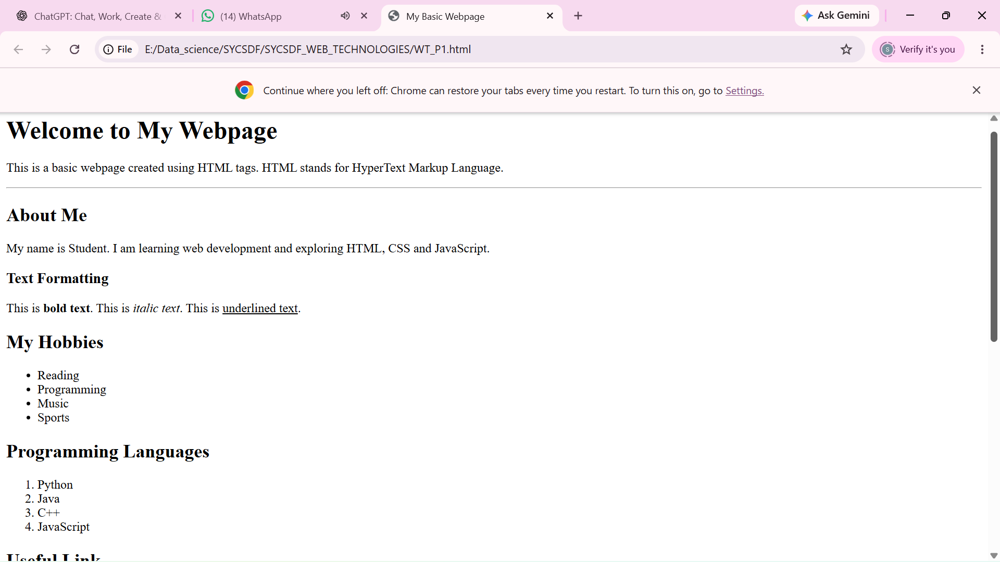 ChatGPT: Chat, Work, Create &
(14) WhatsApp
My Basic Webpage
Ask Gemini
File
E:/Data_science/SYCSDF/SYCSDF_WEB_TECHNOLOGIES/WT_P1.html
S
Verify it's you
Continue where you left off: Chrome can restore your tabs every time you restart. To turn this on, go to Settings.
Welcome to My Webpage
This is a basic webpage created using HTML tags. HTML stands for HyperText Markup Language.
About Me
My name is Student. I am learning web development and exploring HTML, CSS and JavaScript.
Text Formatting
This is bold text. This is italic text. This is underlined text.
My Hobbies
• Reading
• Programming
• Music
• Sports
Programming Languages
1. Python
2. Java
3. C++
4. JavaScript
Useful Link